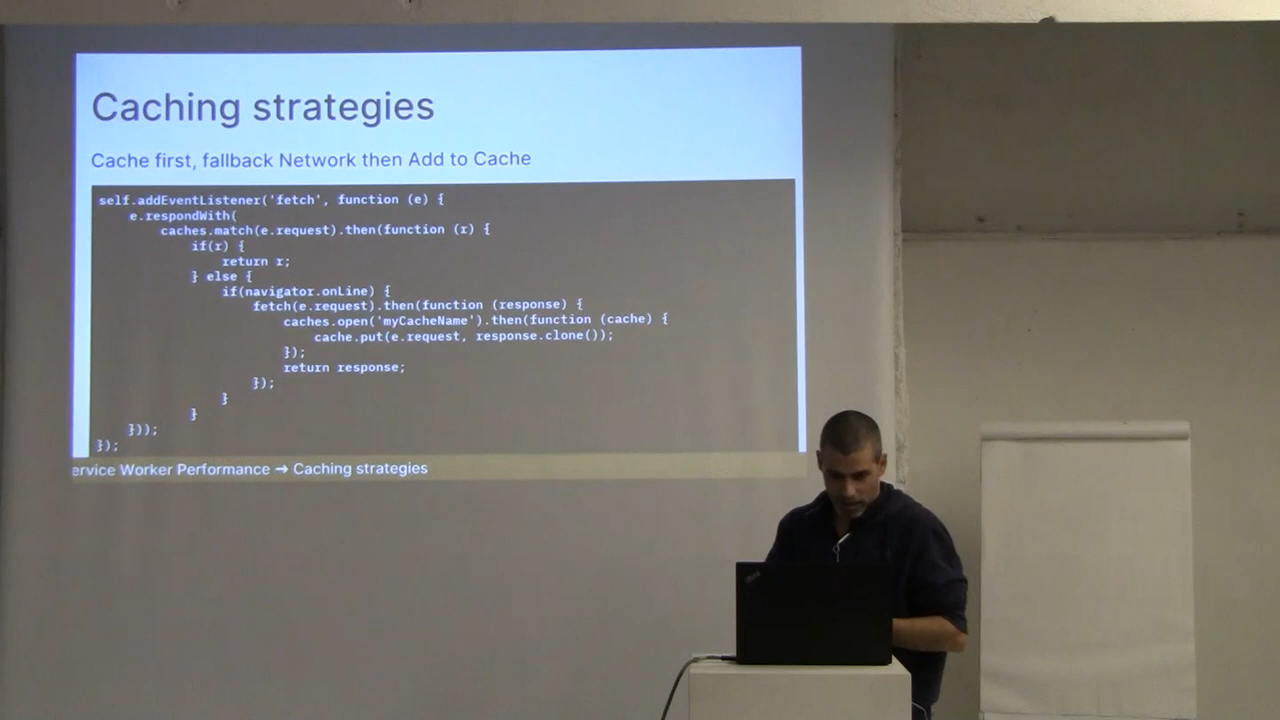 Caching strategies
Cache first, fallback Network then Add to Cache
self.addEventListener('fetch', function (e) {
    e.respondWith(
        caches.match(e.request).then(function (r) {
            if(r) {
                return r;
            } else {
                if(navigator.onLine) {
                    fetch(e.request).then(function (response) {
                        caches.open('myCacheName').then(function (cache) {
                            cache.put(e.request, response.clone());
                        });
                        return response;
                    });
                }
            }
    }));
});
ervice Worker Performance → Caching strategies